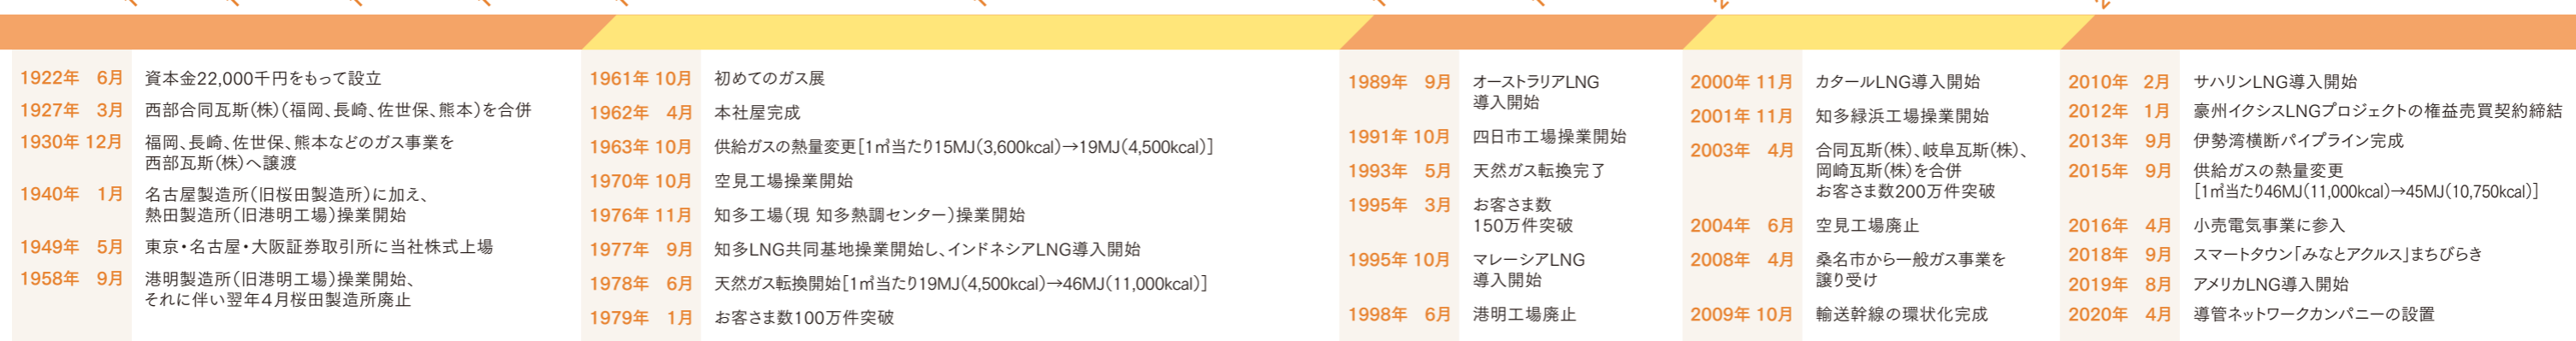 1922年 6月 資本金22,000千円をもって設立
1927年 3月 西部合同瓦斯(株)(福岡、長崎、佐世保、熊本)を合併
1930年 12月 福岡、長崎、佐世保、熊本などのガス事業を
西部瓦斯(株)へ譲渡
1940年 1月 名古屋製造所(旧桜田製造所)に加え、
熱田製造所(旧港明工場)操業開始
1949年 5月 東京・名古屋・大阪証券取引所に当社株式上場
1958年 9月 港明製造所(旧港明工場)操業開始、
それに伴い翌年4月桜田製造所廃止
1961年 10月 初めてのガス展
1962年 4月 本社屋完成
1963年 10月 供給ガスの熱量変更[1㎥当たり15MJ(3,600kcal)→19MJ(4,500kcal)]
1970年 10月 空見工場操業開始
1976年 11月 知多工場(現 知多熱調センター)操業開始
1977年 9月 知多LNG共同基地操業開始し、インドネシアLNG導入開始
1978年 6月 天然ガス転換開始[1㎥当たり19MJ(4,500kcal)→46MJ(11,000kcal)]
1979年 1月 お客さま数100万件突破
1989年 9月 オーストラリアLNG
導入開始
1991年 10月 四日市工場操業開始
1993年 5月 天然ガス転換完了
1995年 3月 お客さま数
150万件突破
1995年 10月 マレーシアLNG
導入開始
1998年 6月 港明工場廃止
2000年 11月 カタールLNG導入開始
2001年 11月 知多緑浜工場操業開始
2003年 4月 合同瓦斯(株)、岐阜瓦斯(株)、
岡崎瓦斯(株)を合併
お客さま数200万件突破
2004年 6月 空見工場廃止
2008年 4月 桑名市から一般ガス事業を
譲り受け
2009年 10月 輸送幹線の環状化完成
2010年 2月 サハリンLNG導入開始
2012年 1月 豪州イクシスLNGプロジェクトの権益売買契約締結
2013年 9月 伊勢湾横断パイプライン完成
2015年 9月 供給ガスの熱量変更
[1㎥当たり46MJ(11,000kcal)→45MJ(10,750kcal)]
2016年 4月 小売電気事業に参入
2018年 9月 スマートタウン「みなとアクルス」まちびらき
2019年 8月 アメリカLNG導入開始
2020年 4月 導管ネットワークカンパニーの設置